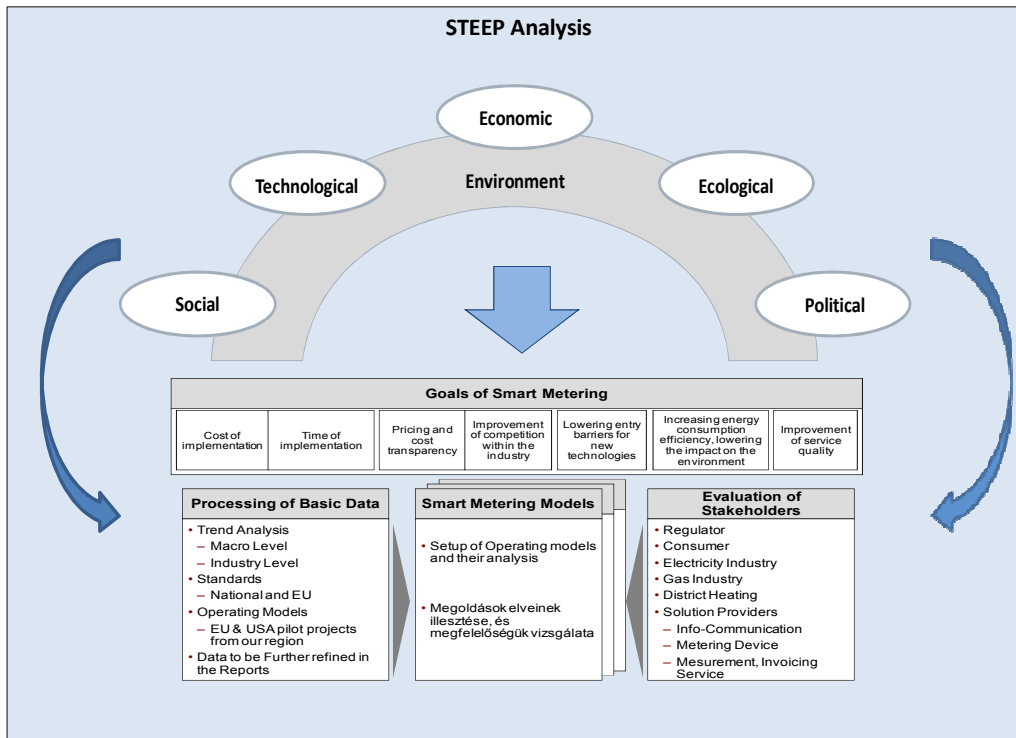 STEEP Analysis
Economic
Technological
Environment
Ecological
Social
Political
Goals of Smart Metering
Cost of
implementation
Time of
implementation
Pricing and
cost
transparency
Improvement
of competition
within the
industry
Lowering entry
barriers for
new
technologies
Increasing energy
consumption
efficiency, lowering
the impact on the
environment
Improvement
of service
quality
Processing of Basic Data
• Trend Analysis
– Macro Level
– Industry Level
• Standards
– National and EU
• Operating Models
– EU & USA pilot projects
from our region
• Data to be Further refined in
the Reports
Smart Metering Models
• Setup of Operating models
and their analysis
• Megoldások elveinek
illesztése, és
megfelelőségük vizsgálata
Evaluation of
Stakeholders
• Regulator
• Consumer
• Electricity Industry
• Gas Industry
• District Heating
• Solution Providers
– Info-Communication
– Metering Device
– Mesurement, Invoicing
Service